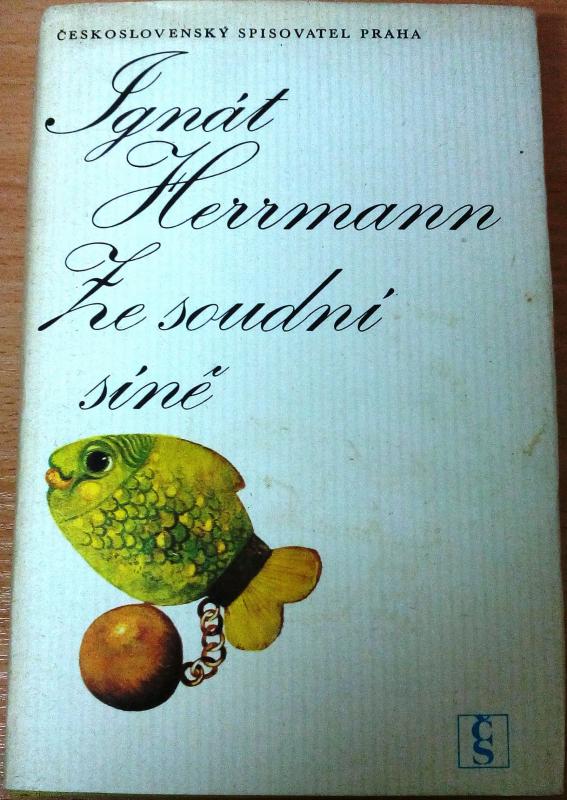 ČESKOSLOVENSKÝ SPISOVATEL PRAHA
Ignát
Herrmann
Ze soudní
síně
ČS